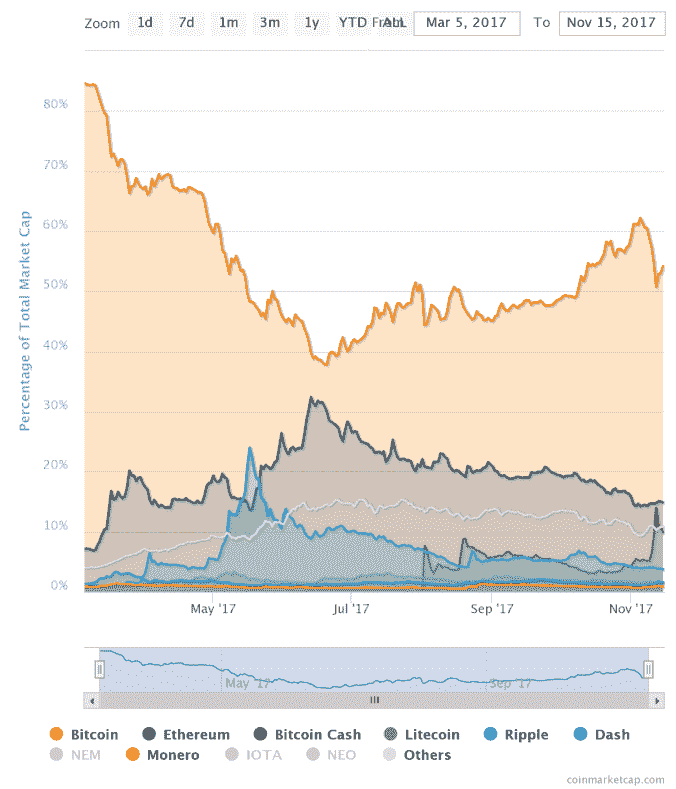 Zoom 1d 7d 1m 3m 1y YTD From ALL Mar 5, 2017 To Nov 15, 2017
80%
70%
60%
50%
40%
30%
20%
10%
0%
Percentage of Total Market Cap
May '17 Jul '17 Sep '17 Nov '17
May '17 Sep '17
Bitcoin Ethereum Bitcoin Cash Litecoin Ripple Dash
NEM Monero IOTA NEO Others
coinmarketcap.com